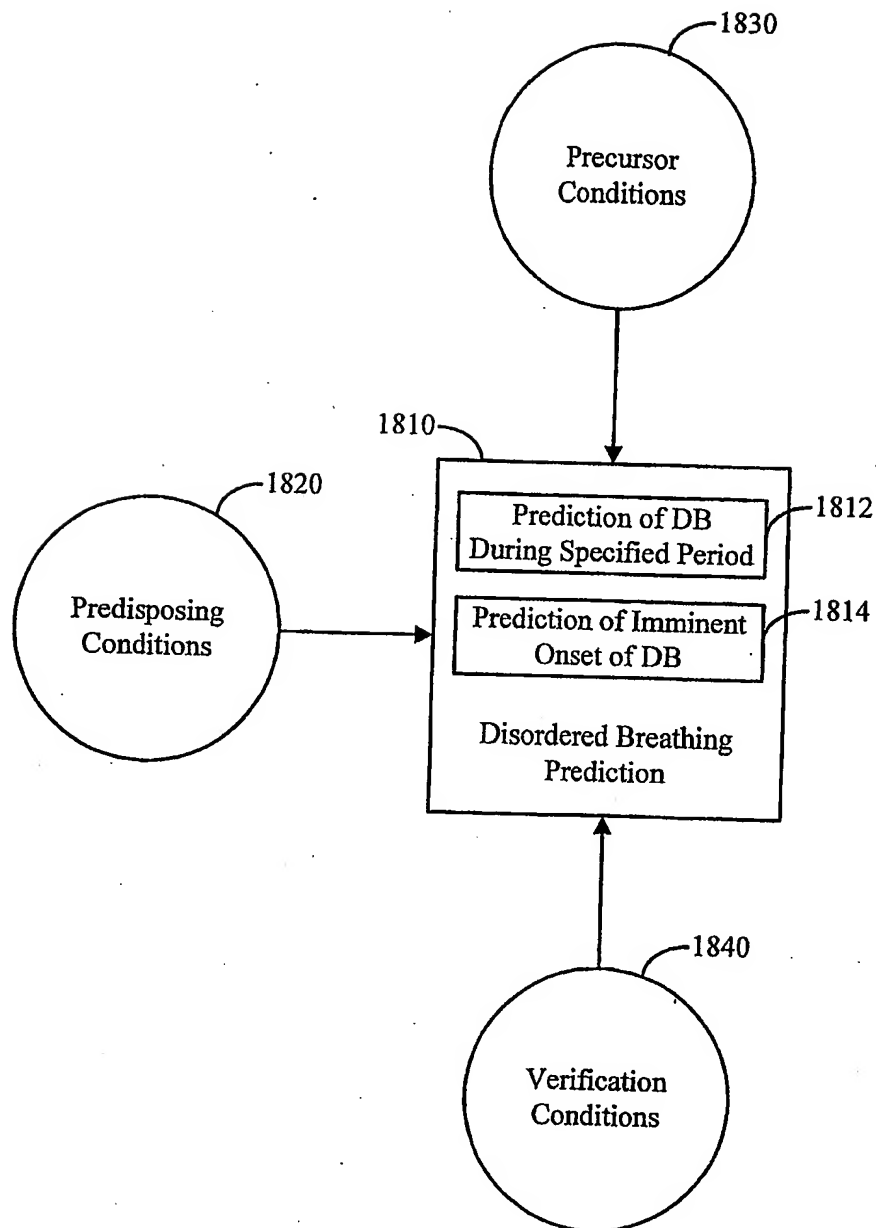 1830
Precursor
Conditions
1810
1820
Prediction of DB
During Specified Period
1812
Predisposing
Conditions
Prediction of Imminent
Onset of DB
1814
Disordered Breathing
Prediction
1840
Verification
Conditions